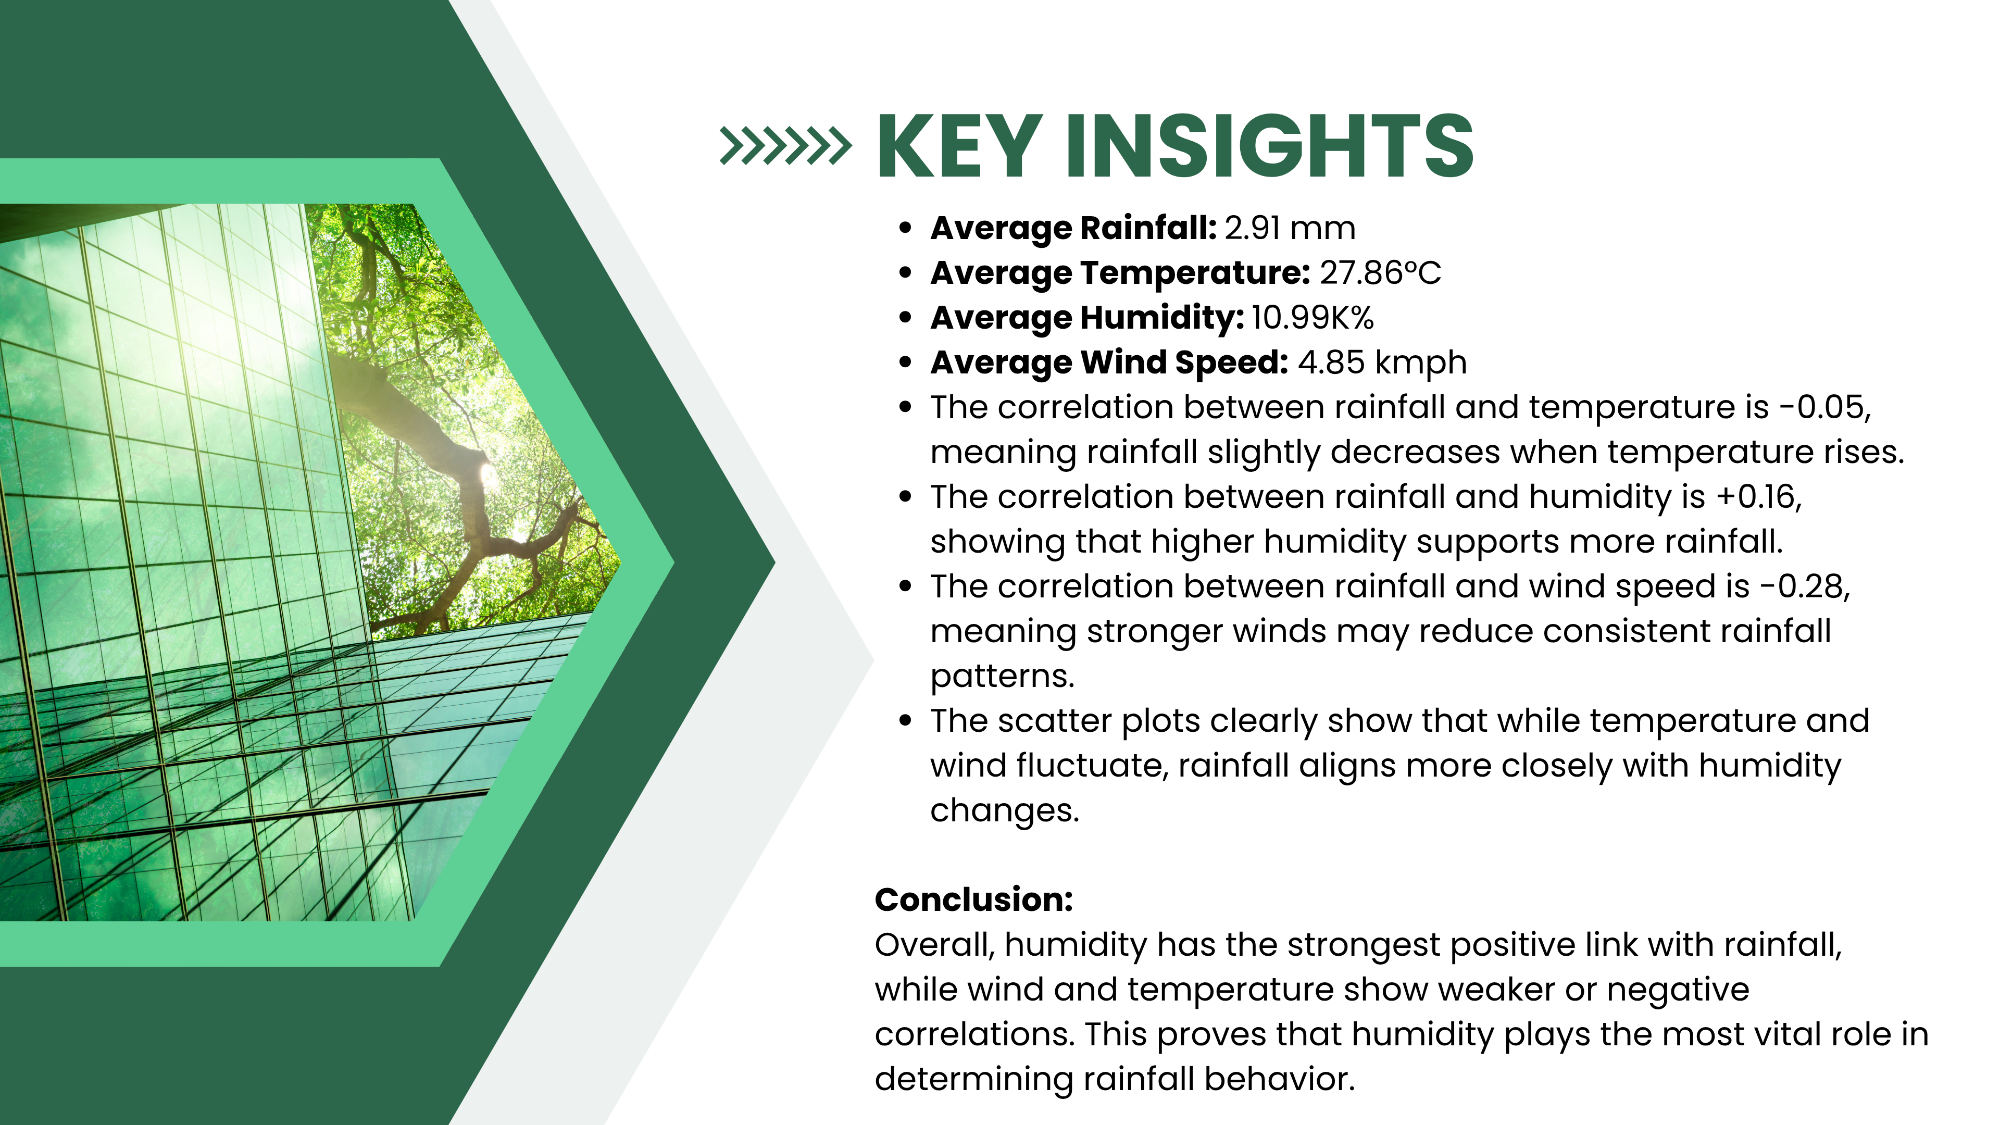 KEY INSIGHTS
• Average Rainfall: 2.91 mm
• Average Temperature: 27.86°C
• Average Humidity: 10.99K%
• Average Wind Speed: 4.85 kmph
• The correlation between rainfall and temperature is -0.05,
meaning rainfall slightly decreases when temperature rises.
• The correlation between rainfall and humidity is +0.16,
showing that higher humidity supports more rainfall.
• The correlation between rainfall and wind speed is -0.28,
meaning stronger winds may reduce consistent rainfall
patterns.
• The scatter plots clearly show that while temperature and
wind fluctuate, rainfall aligns more closely with humidity
changes.
Conclusion:
Overall, humidity has the strongest positive link with rainfall,
while wind and temperature show weaker or negative
correlations. This proves that humidity plays the most vital role in
determining rainfall behavior.